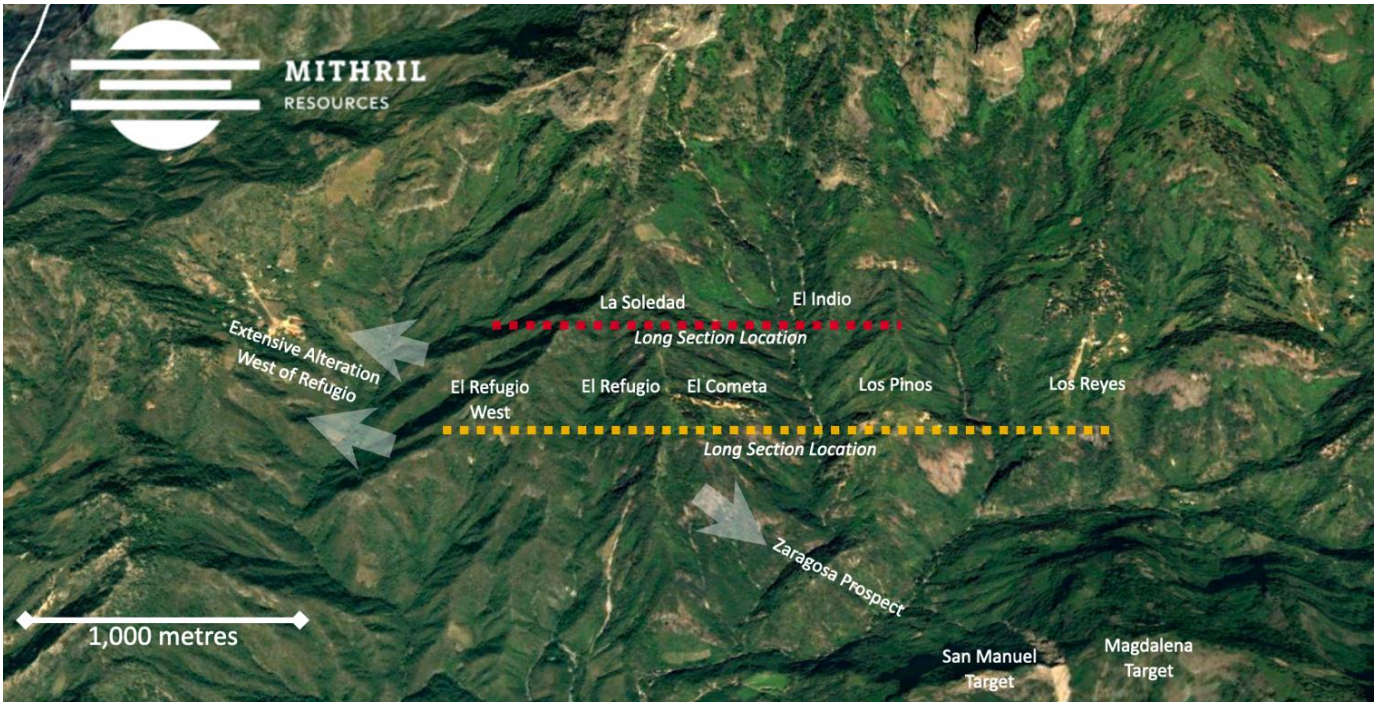 MITHRIL
RESOURCES
La Soledad
El Indio
Long Section Location
Extensive Alteration
West of Refugio
El Refugio
West
El Refugio
El Cometa
Los Pinos
Los Reyes
Long Section Location
Zaragosa Prospect
1,000 metres
San Manuel
Target
Magdalena
Target